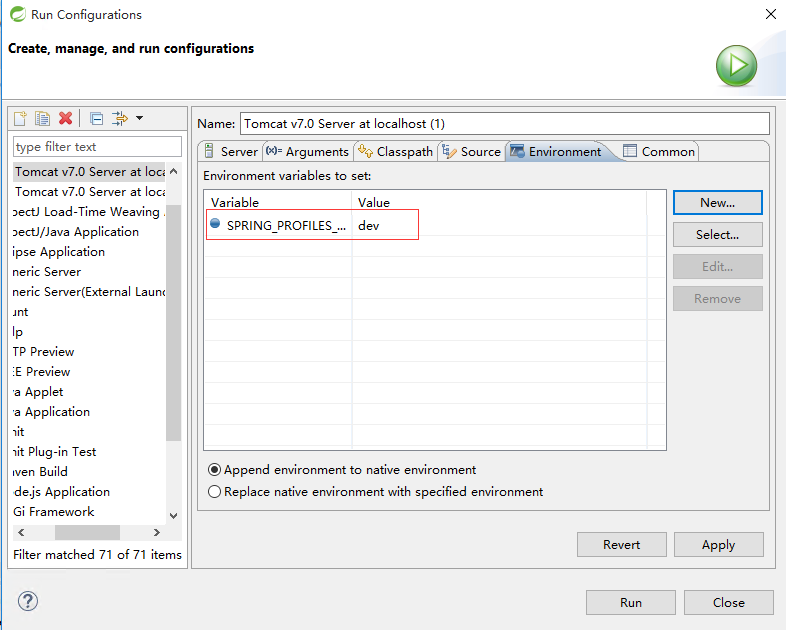 Run Configurations
Create, manage, and run configurations
type filter text
Tomcat v7.0 Server at loca
Tomcat v7.0 Server at loca
pectJ Load-Time Weaving
pectJ/Java Application
ipse Application
neric Server
neric Server(External Launc
unt
lp
TP Preview
EE Preview
va Applet
va Application
nit
nit Plug-in Test
aven Build
de.js Application
Gi Framework
Filter matched 71 of 71 items
Name: Tomcat v7.0 Server at localhost (1)
Server (x)= Arguments Classpath Source Environment Common
Environment variables to set:
Variable Value
SPRING_PROFILES_... dev
New...
Select...
Edit...
Remove
Append environment to native environment
Replace native environment with specified environment
Revert Apply
? Run Close